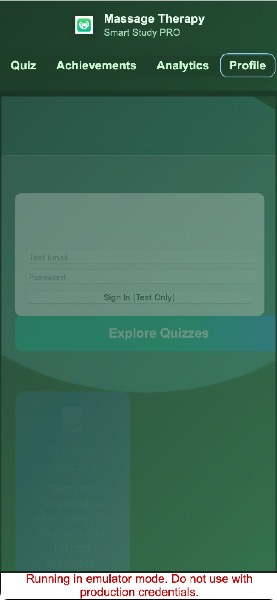 Massage Therapy
Smart Study PRO
Quiz Achievements Analytics Profile
Test Email
Password
Sign In (Test Only)
Explore Quizzes
Running in emulator mode. Do not use with
production credentials.